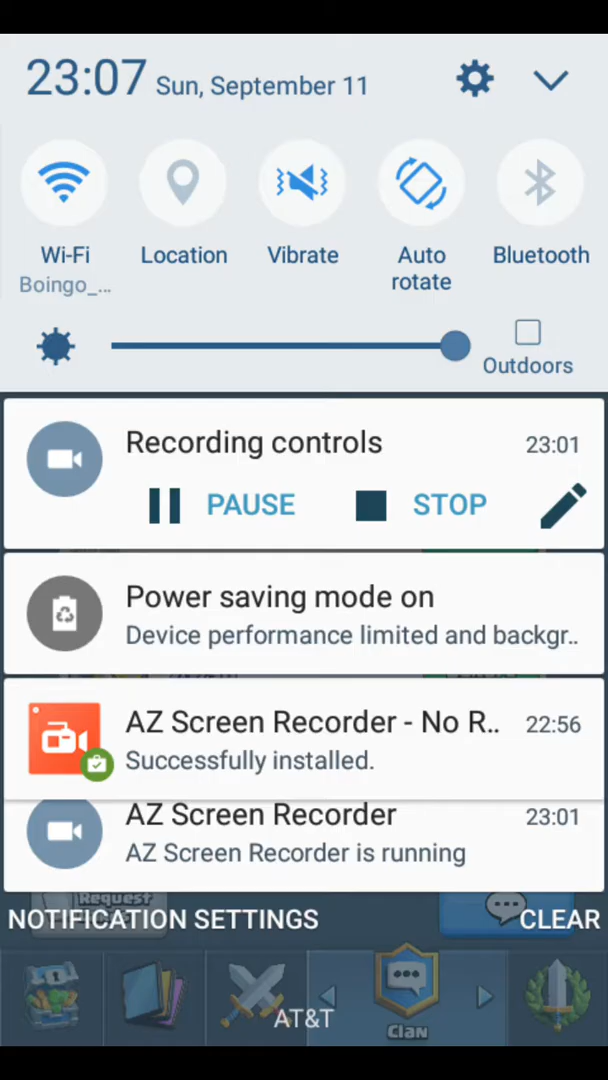 23:07 Sun, September 11
Wi-Fi
Boingo_...
Location
Vibrate
Auto
rotate
Bluetooth
Outdoors
Recording controls 23:01
PAUSE STOP
Power saving mode on
Device performance limited and backgr..
AZ Screen Recorder - No R.. 22:56
Successfully installed.
AZ Screen Recorder 23:01
AZ Screen Recorder is running
Request
NOTIFICATION SETTINGS CLEAR
AT&T
Clan